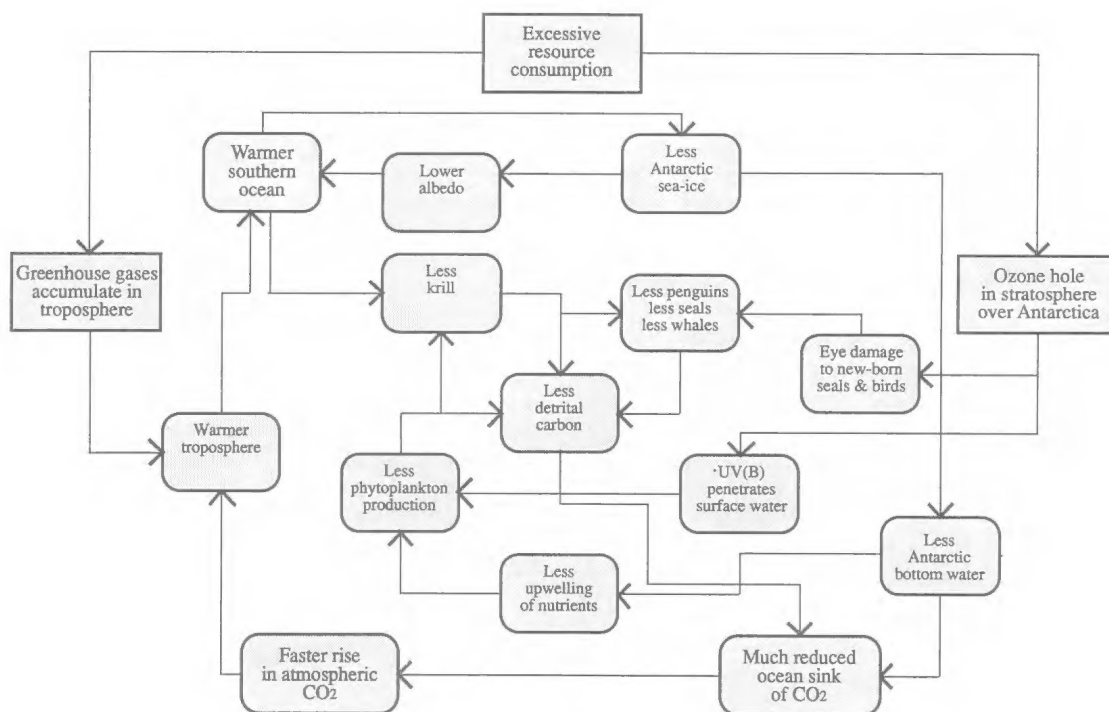 Excessive
resource
consumption
Warmer
southern
ocean
Lower
albedo
Less
Antarctic
sea-ice
Greenhouse gases
accumulate in
troposphere
Less
krill
Less penguins
less seals
less whales
Ozone hole
in stratosphere
over Antarctica
Eye damage
to new-born
seals & birds
Less
detrital
carbon
Warmer
troposphere
Less
phytoplankton
production
·UV(B)
penetrates
surface water
Less
Antarctic
bottom water
Less
upwelling
of nutrients
Faster rise
in atmospheric
CO2
Much reduced
ocean sink
of CO2